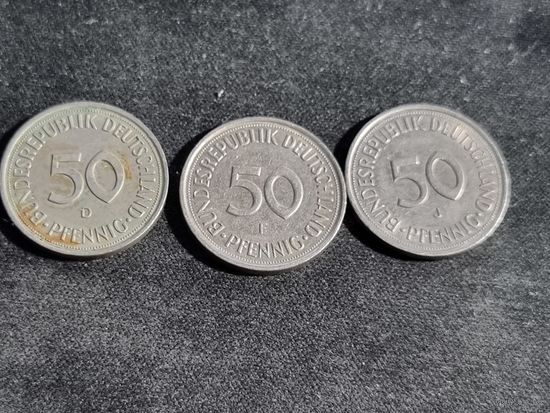 BUNDESREPUBLIK DEUTSCHLAND
50
D
· PFENNIG ·
BUNDESREPUBLIK DEUTSCHLAND
50
F
· PFENNIG ·
BUNDESREPUBLIK DEUTSCHLAND
50
J
· PFENNIG ·